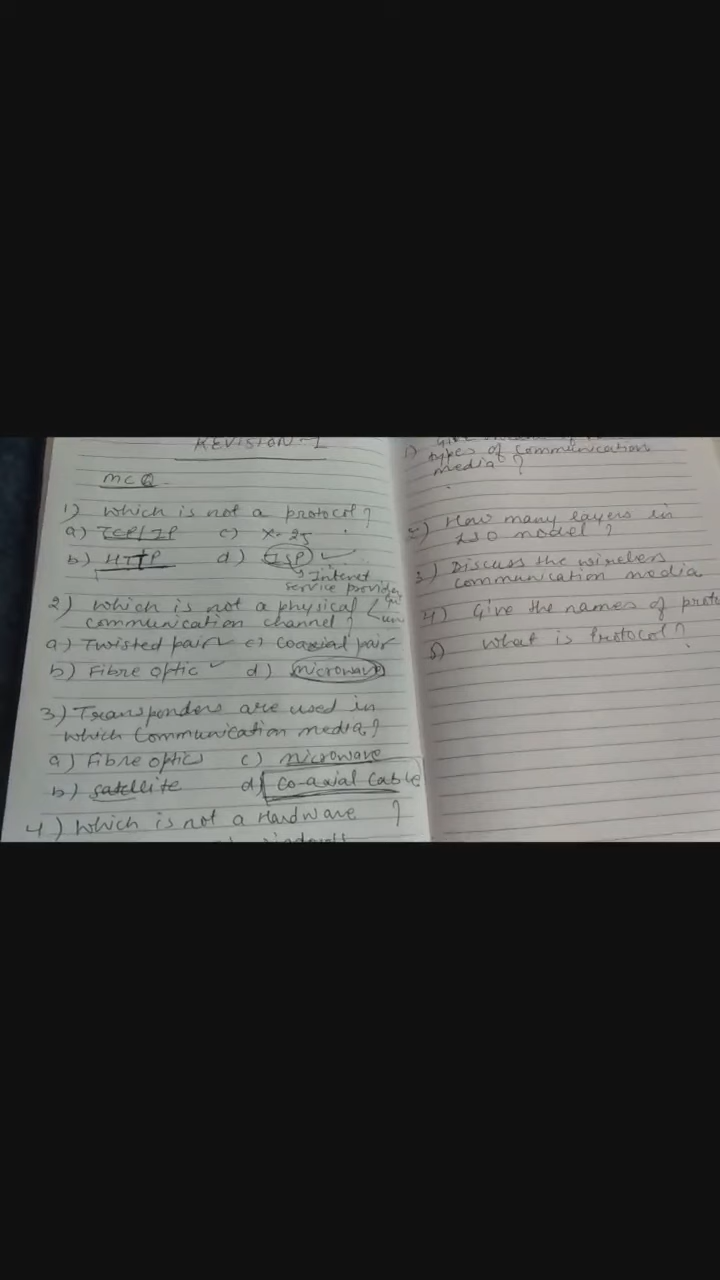 REVISION-1
MCQ
1) Which is not a protocol?
a) TCP/IP c) X-25
b) HTTP d) ISP
Internet
service provider
2) Which is not a physical
communication channel?
a) Twisted pair c) Coaxial pair
b) Fibre optic d) microwave
3) Transponders are used in
which Communication media?
a) Fibre optics c) microwave
b) satellite d) Co-axial Cable
4) Which is not a Hardware ?
1) Give
types of communication
media?
2) How many layers in
ISO model?
3) Discuss the wireless
communication media
4) Give the names of
5) What is Protocol?